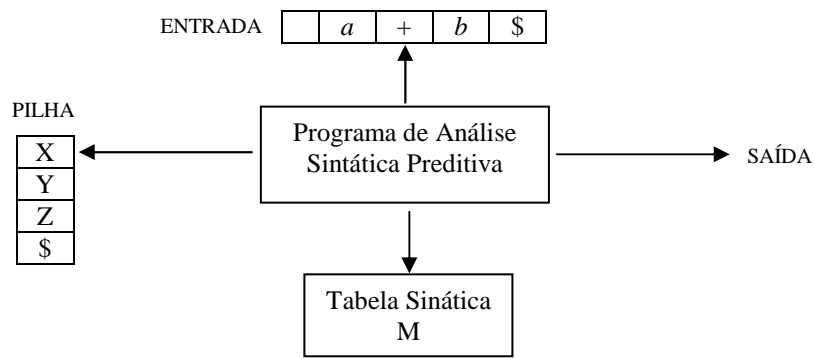 ENTRADA a + b $
PILHA
Programa de Análise
Sintática Preditiva
SAÍDA
X
Y
Z
$
Tabela Sinática
M